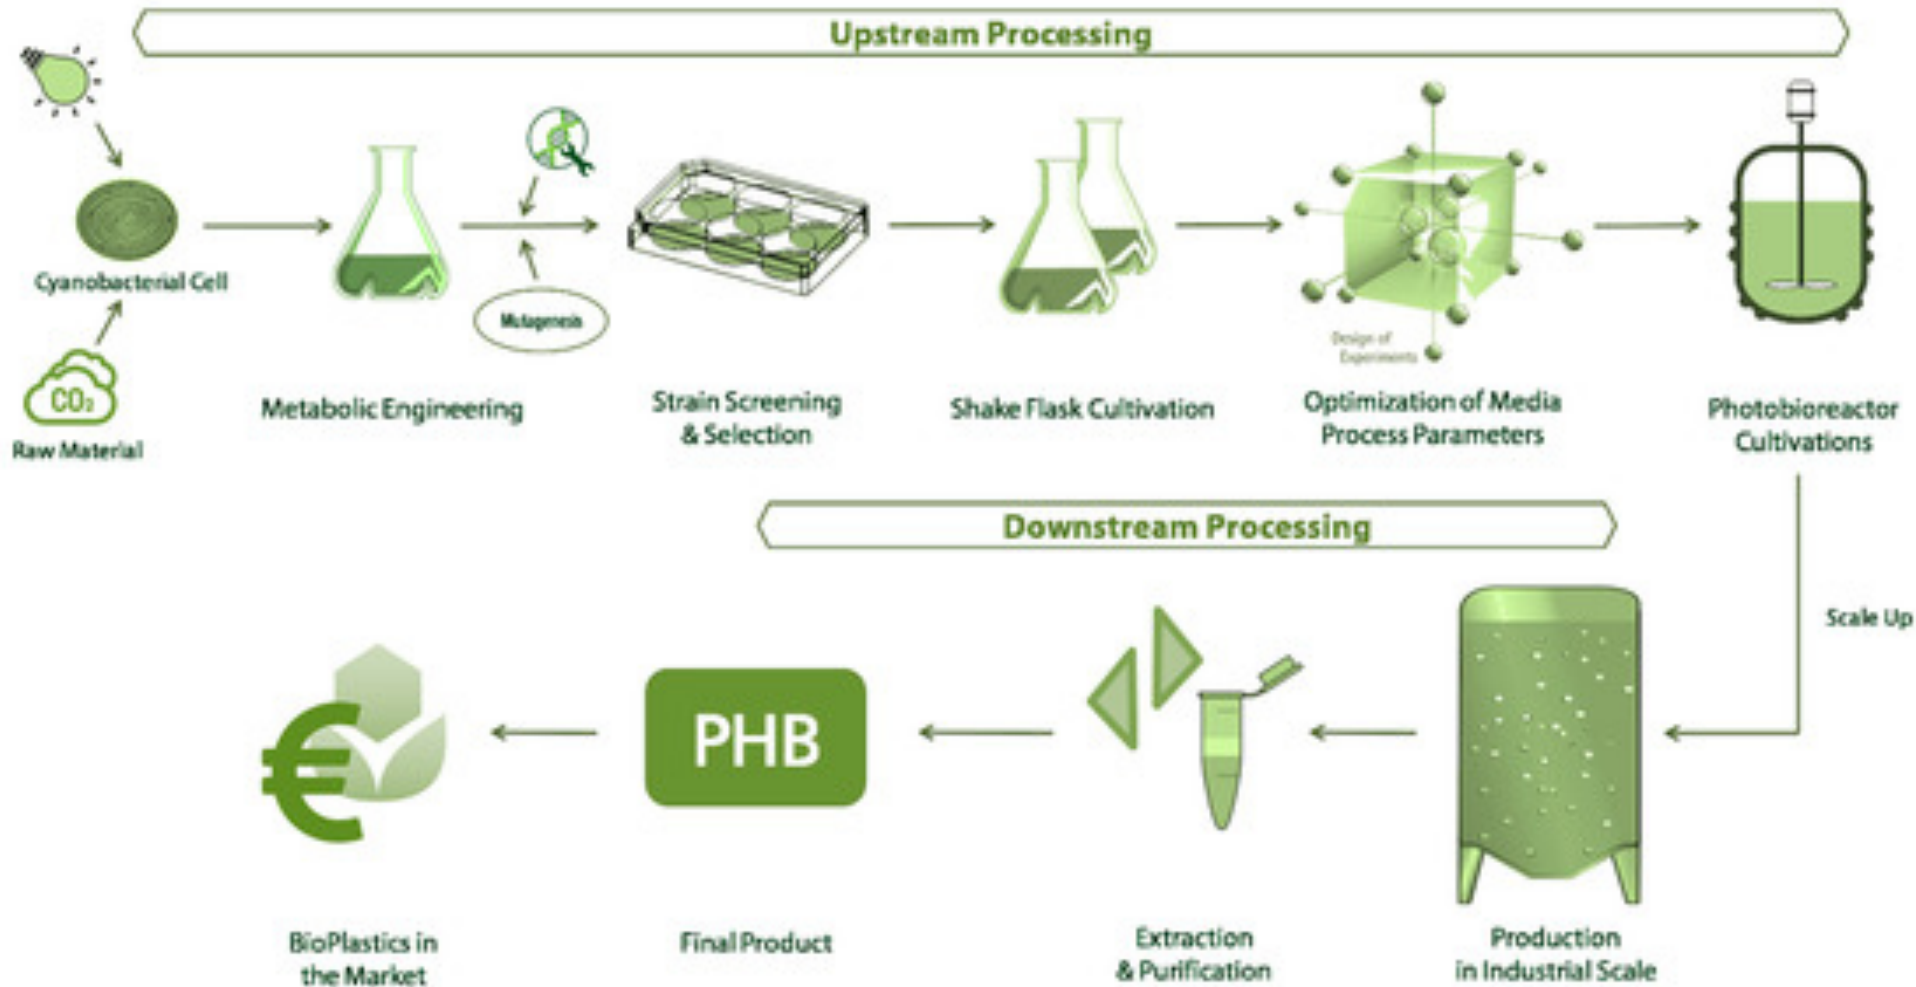 Upstream Processing
Cyanobacterial Cell
CO₂
Raw Material
Mutagenesis
Metabolic Engineering
Strain Screening
& Selection
Shake Flask Cultivation
Design of
Experiments
Optimization of Media
Process Parameters
Photobioreactor
Cultivations
Scale Up
Downstream Processing
Production
in Industrial Scale
Extraction
& Purification
PHB
Final Product
€
BioPlastics in
the Market